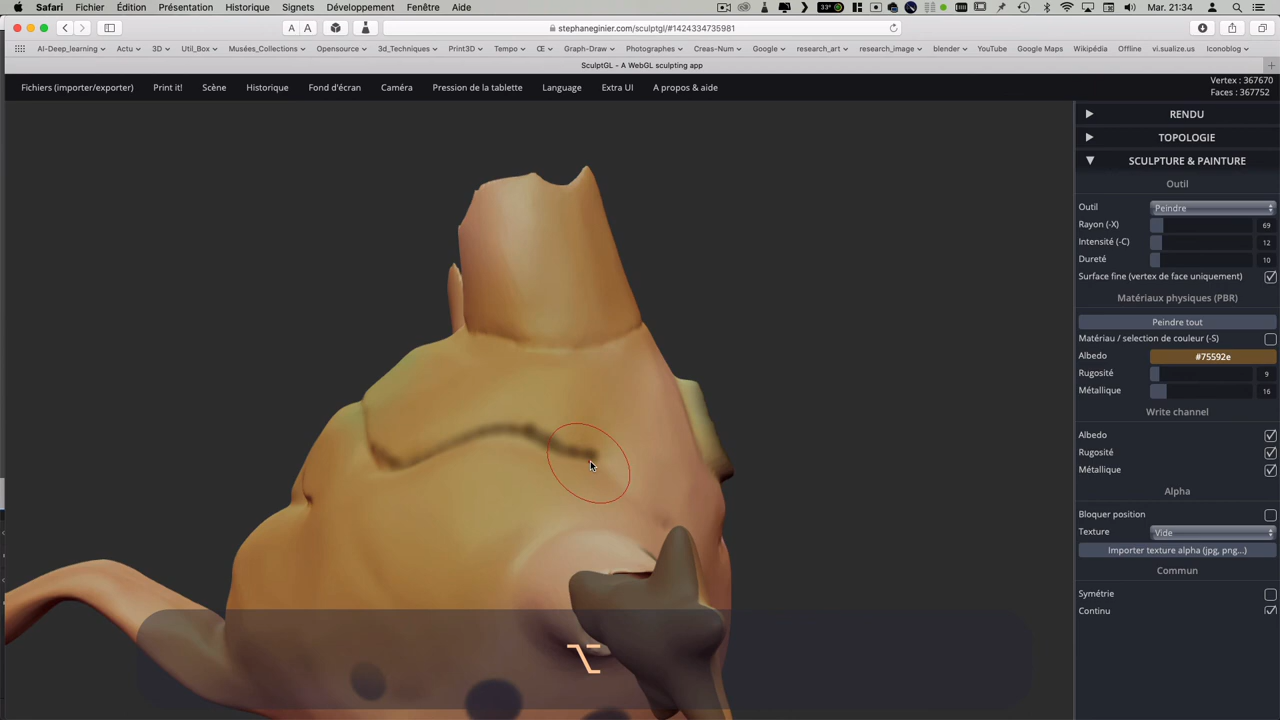 Safari Fichier Édition Présentation Historique Signets Développement Fenêtre Aide 33° Mar. 21:34
A A stephaneginier.com/sculptgl/#1424334735981
AI-Deep_learning Actu 3D Util_Box Musées_Collections Opensource 3d_Techniques Print3D Tempo Œ Graph-Draw Photographes Creas-Num Google research_art research_image blender YouTube Google Maps Wikipédia Offline vi.sualize.us Iconoblog
SculptGL - A WebGL sculpting app
Fichiers (importer/exporter) Print it! Scène Historique Fond d'écran Caméra Pression de la tablette Language Extra UI A propos & aide
Vertex : 367670
Faces : 367752
RENDU
TOPOLOGIE
SCULPTURE & PAINTURE
Outil
Outil Peindre
Rayon (-X) 69
Intensité (-C) 12
Dureté 10
Surface fine (vertex de face uniquement)
Matériaux physiques (PBR)
Peindre tout
Matériau / selection de couleur (-S)
Albedo #75592e
Rugosité 9
Métallique 16
Write channel
Albedo
Rugosité
Métallique
Alpha
Bloquer position
Texture Vide
Importer texture alpha (jpg, png...)
Commun
Symétrie
Continu
⌥